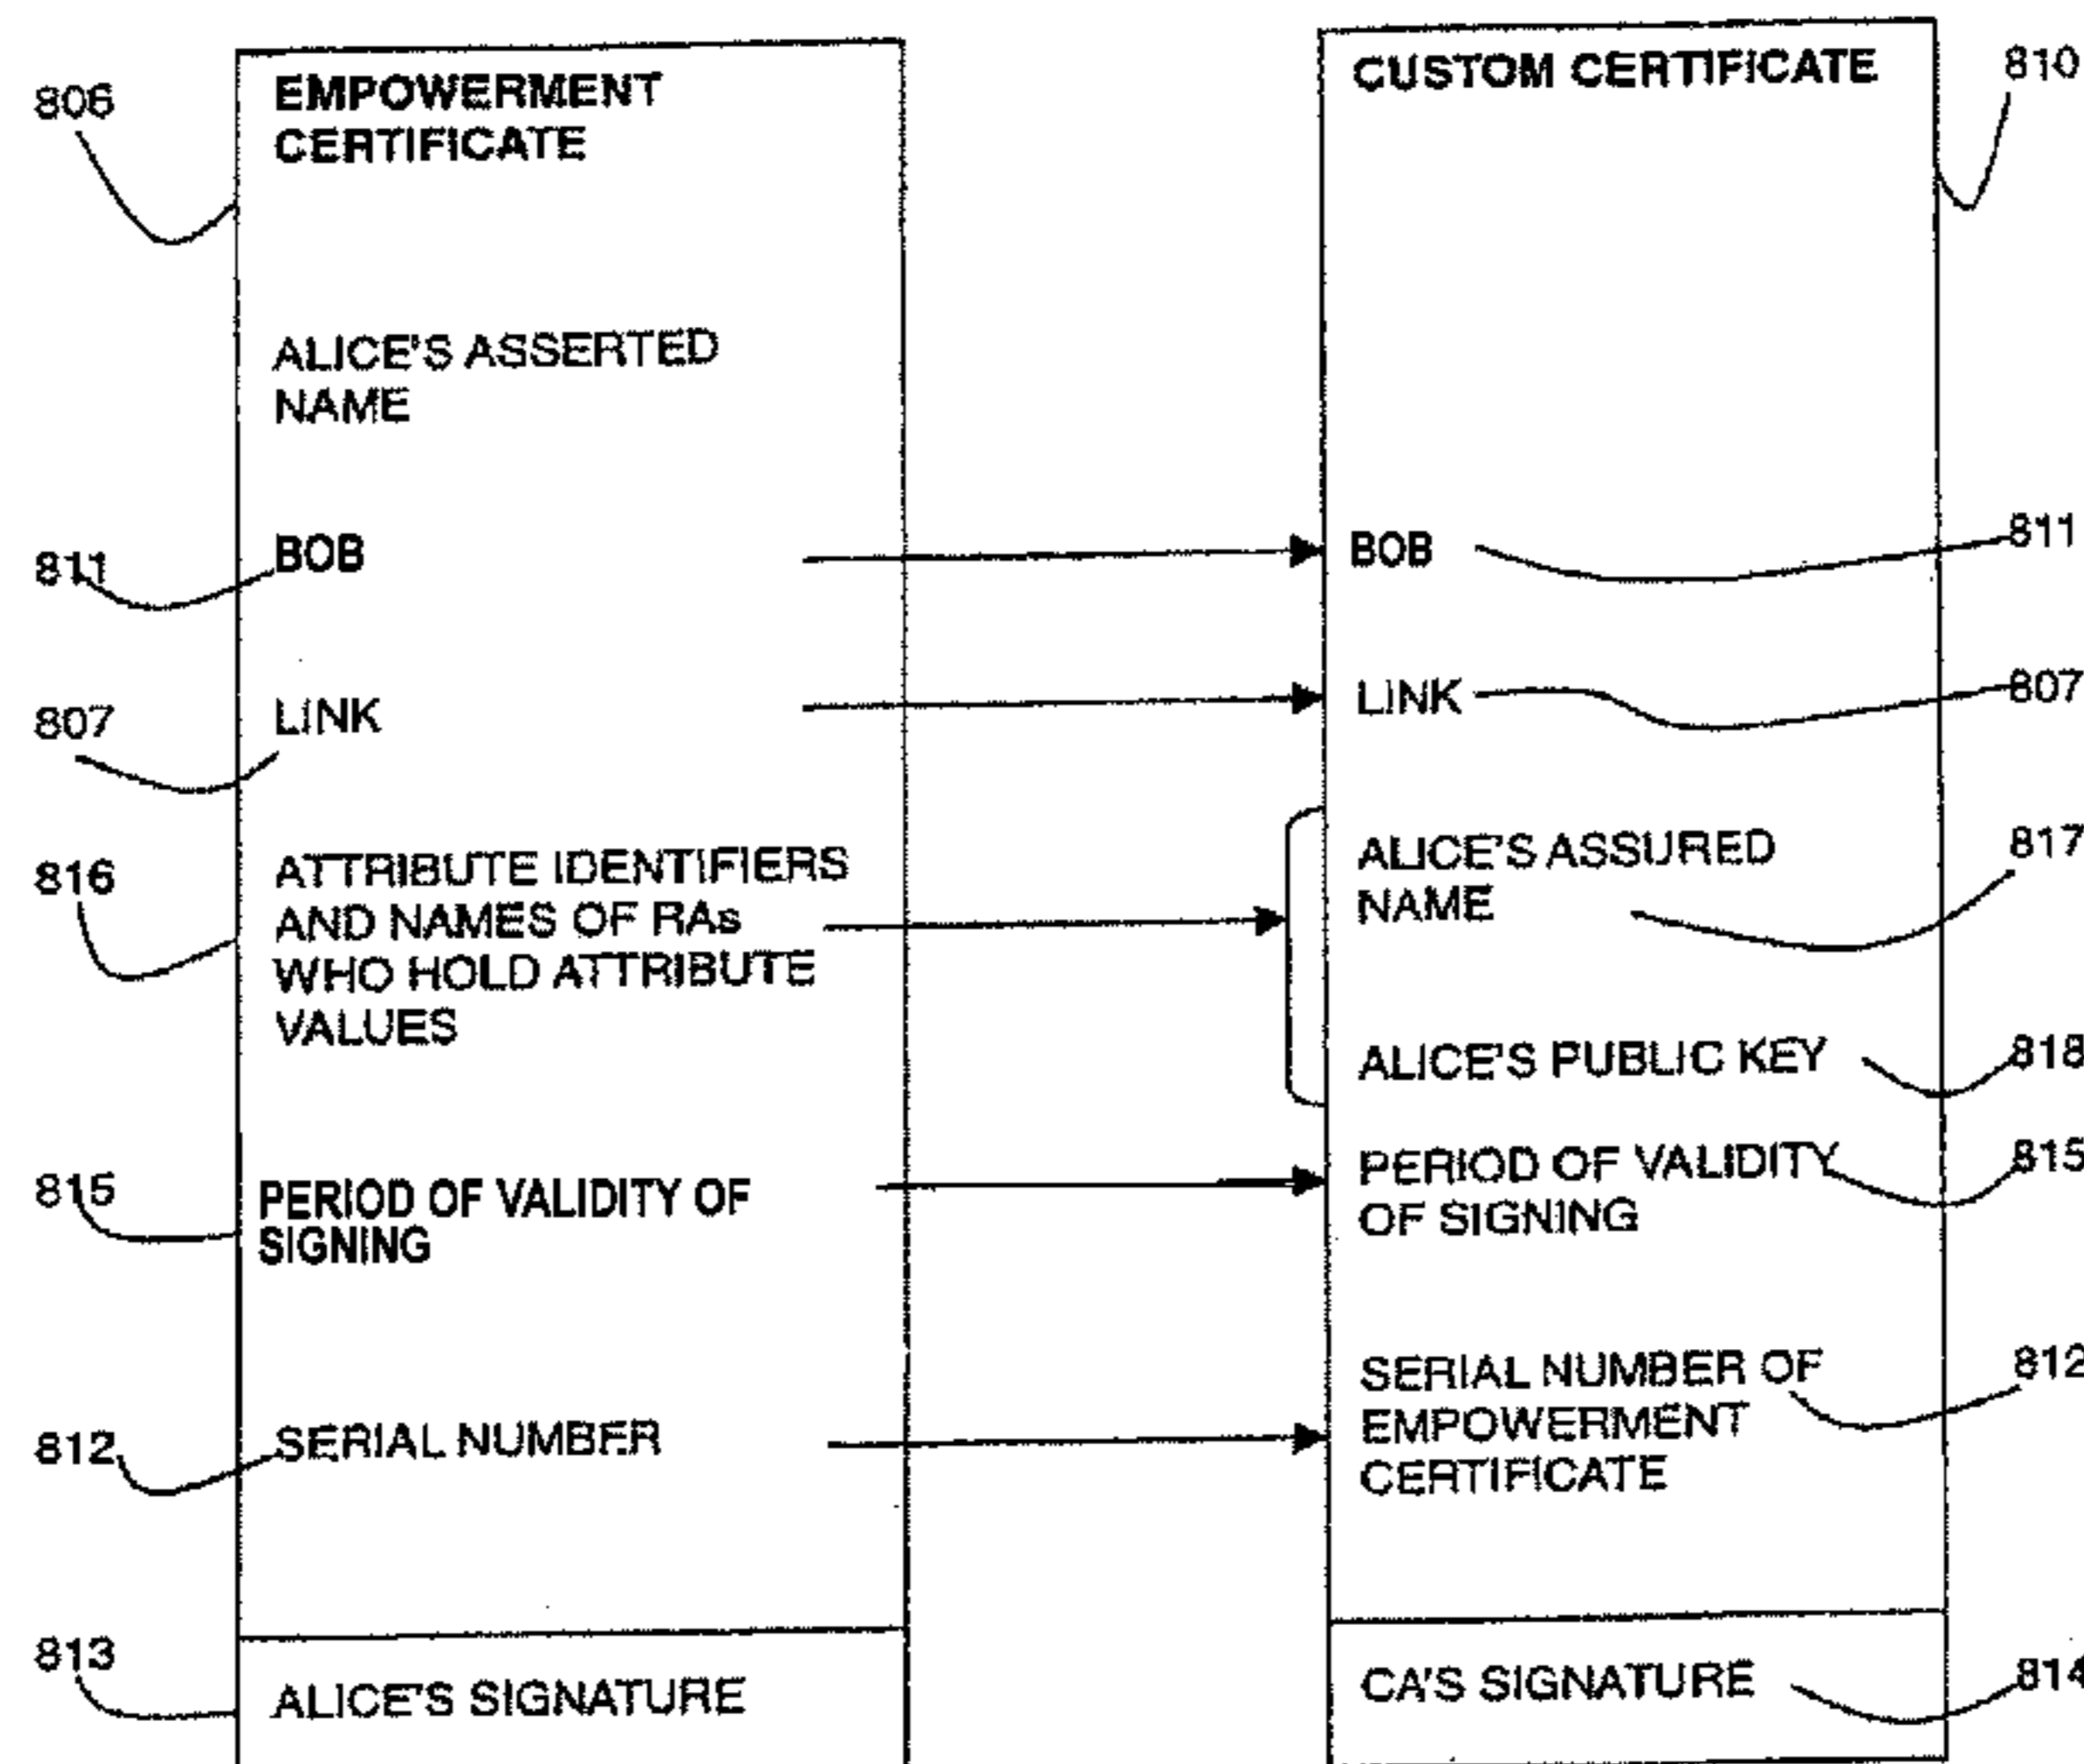 806
EMPOWERMENT
CERTIFICATE
ALICE'S ASSERTED
NAME
811
BOB
807
LINK
816
ATTRIBUTE IDENTIFIERS
AND NAMES OF RAs
WHO HOLD ATTRIBUTE
VALUES
815
PERIOD OF VALIDITY OF
SIGNING
812
SERIAL NUMBER
813
ALICE'S SIGNATURE
CUSTOM CERTIFICATE
810
BOB
811
LINK
807
ALICE'S ASSURED
NAME
817
ALICE'S PUBLIC KEY
818
PERIOD OF VALIDITY
OF SIGNING
815
SERIAL NUMBER OF
EMPOWERMENT
CERTIFICATE
812
CA'S SIGNATURE
814